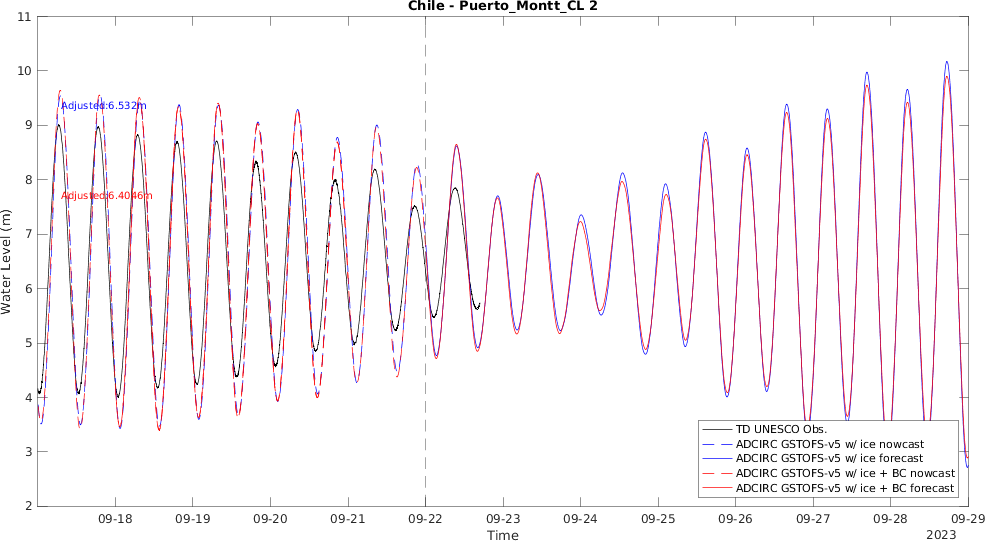 Chile - Puerto_Montt_CL 2
11
10
9
8
7
6
5
4
3
2
Water Level (m)
Adjusted:6.532m
Adjusted:6.4046m
TD UNESCO Obs.
ADCIRC GSTOFS-v5 w/ ice nowcast
ADCIRC GSTOFS-v5 w/ ice forecast
ADCIRC GSTOFS-v5 w/ ice + BC nowcast
ADCIRC GSTOFS-v5 w/ ice + BC forecast
09-18 09-19 09-20 09-21 09-22 09-23 09-24 09-25 09-26 09-27 09-28 09-29
Time
2023